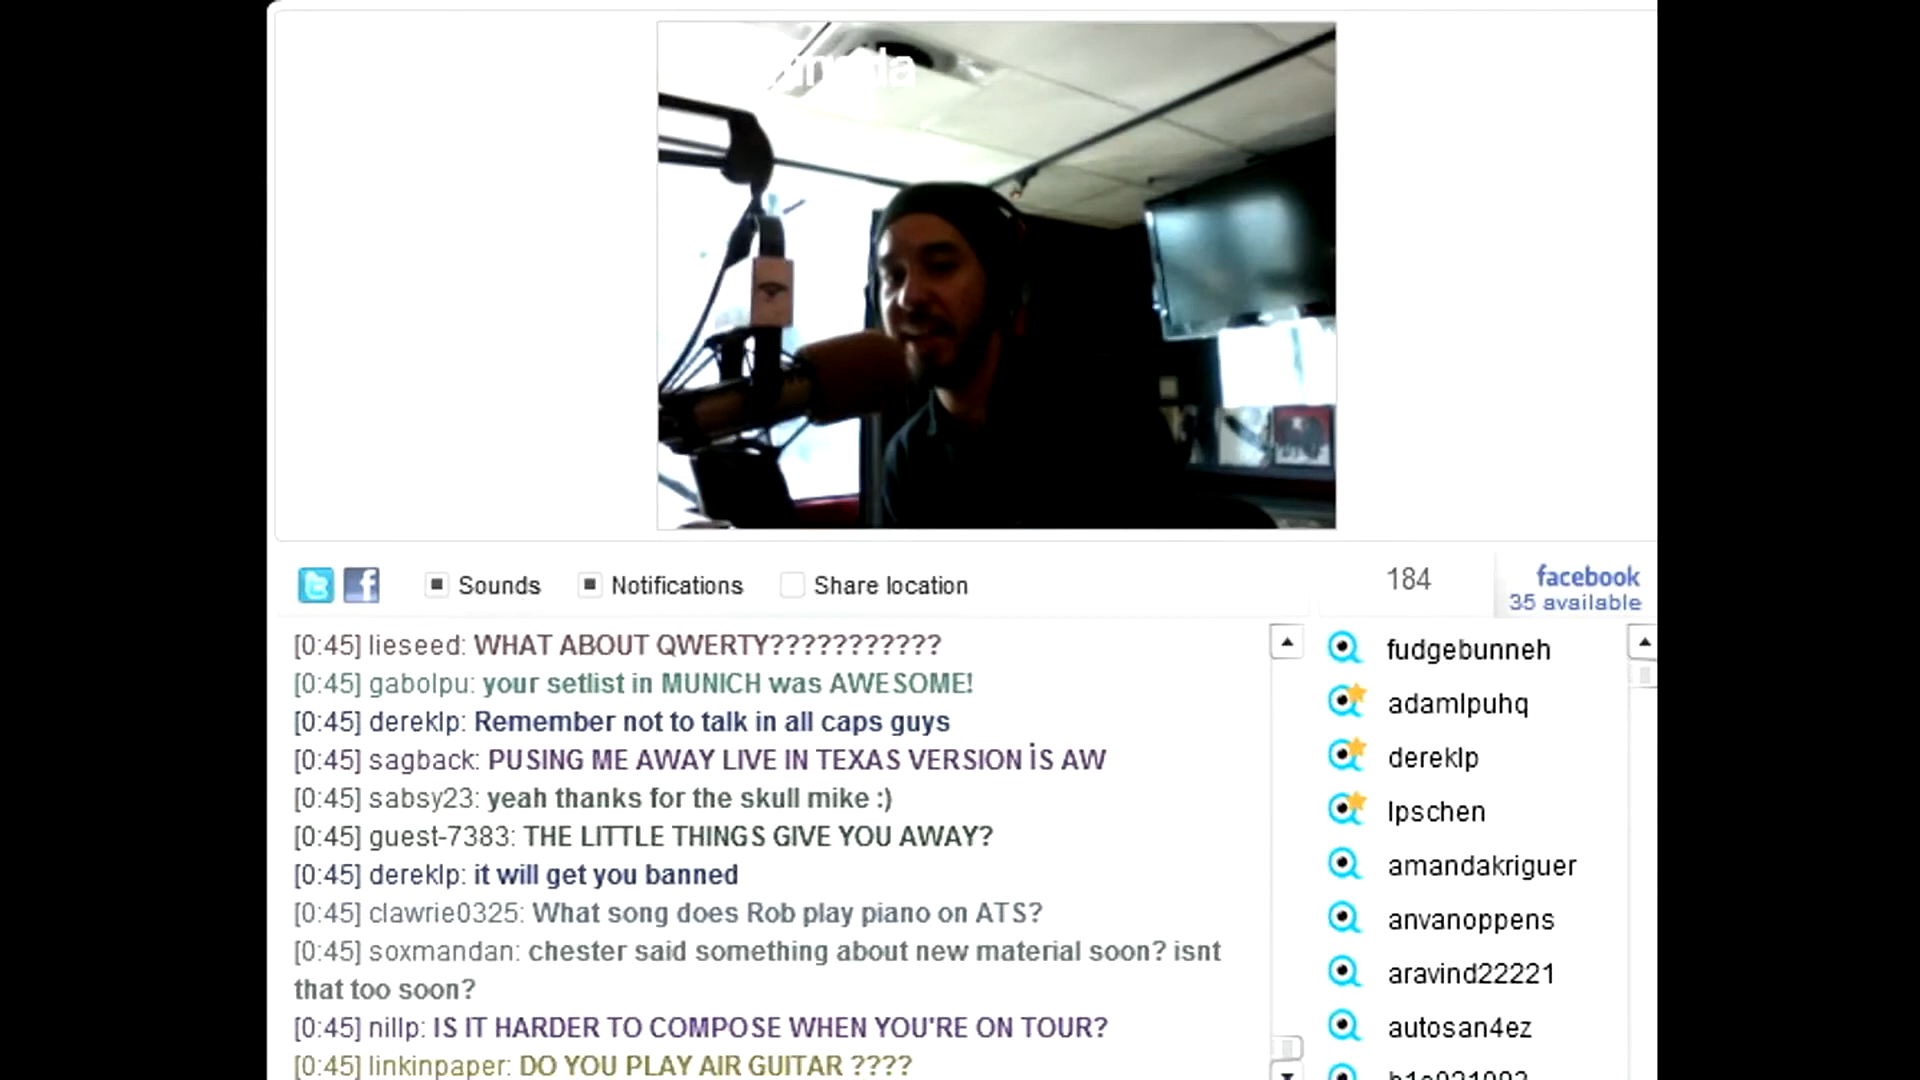 Sounds
Notifications
Share location
184
facebook
35 available
[0:45] lieseed: WHAT ABOUT QWERTY???????????
[0:45] gabolpu: your setlist in MUNICH was AWESOME!
[0:45] dereklp: Remember not to talk in all caps guys
[0:45] sagback: PUSING ME AWAY LIVE IN TEXAS VERSION İS AW
[0:45] sabsy23: yeah thanks for the skull mike :)
[0:45] guest-7383: THE LITTLE THINGS GIVE YOU AWAY?
[0:45] dereklp: it will get you banned
[0:45] clawrie0325: What song does Rob play piano on ATS?
[0:45] soxmandan: chester said something about new material soon? isnt
that too soon?
[0:45] nillp: IS IT HARDER TO COMPOSE WHEN YOU'RE ON TOUR?
[0:45] linkinpaper: DO YOU PLAY AIR GUITAR ????
fudgebunneh
adamlpuhq
dereklp
lpschen
amandakriguer
anvanoppens
aravind22221
autosan4ez